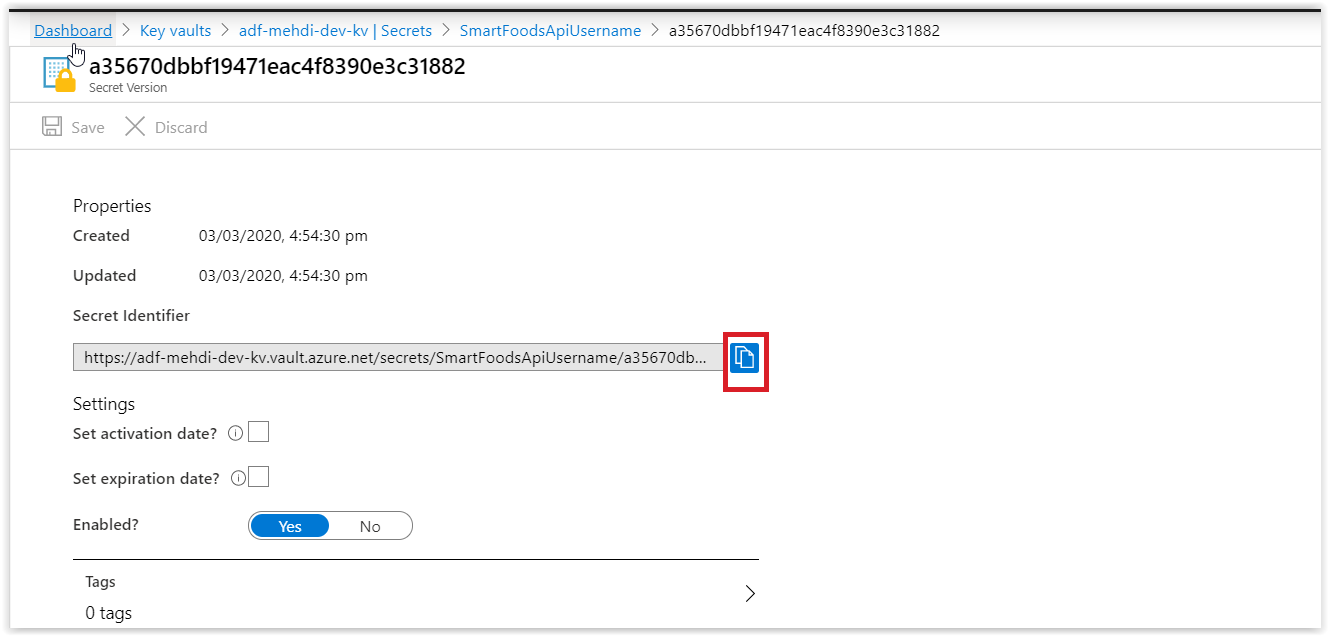 Dashboard > Key vaults > adf-mehdi-dev-kv | Secrets > SmartFoodsApiUsername > a35670dbbf19471eac4f8390e3c31882
a35670dbbf19471eac4f8390e3c31882
Secret Version
Save Discard
Properties
Created 03/03/2020, 4:54:30 pm
Updated 03/03/2020, 4:54:30 pm
Secret Identifier
https://adf-mehdi-dev-kv.vault.azure.net/secrets/SmartFoodsApiUsername/a35670db...
Settings
Set activation date?
Set expiration date?
Enabled? Yes No
Tags
0 tags